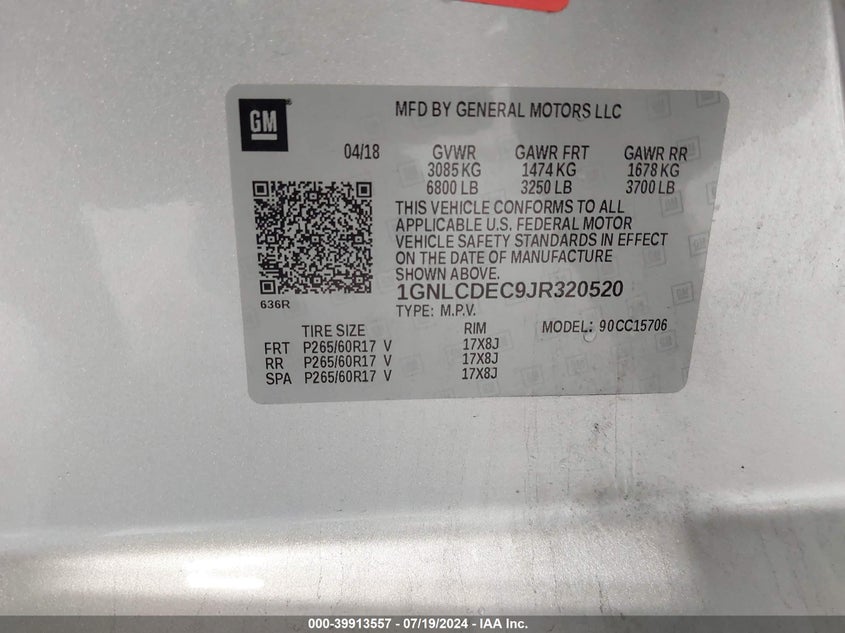 GM
MFD BY GENERAL MOTORS LLC
04/18 GVWR GAWR FRT GAWR RR
3085 KG 1474 KG 1678 KG
6800 LB 3250 LB 3700 LB
THIS VEHICLE CONFORMS TO ALL
APPLICABLE U.S. FEDERAL MOTOR
VEHICLE SAFETY STANDARDS IN EFFECT
ON THE DATE OF MANUFACTURE
SHOWN ABOVE.
636R
1GNLCDEC9JR320520
TYPE: M.P.V.
TIRE SIZE RIM MODEL: 90CC15706
FRT P265/60R17 V 17X8J
RR P265/60R17 V 17X8J
SPA P265/60R17 V 17X8J
000-39913557 - 07/19/2024 - IAA Inc.